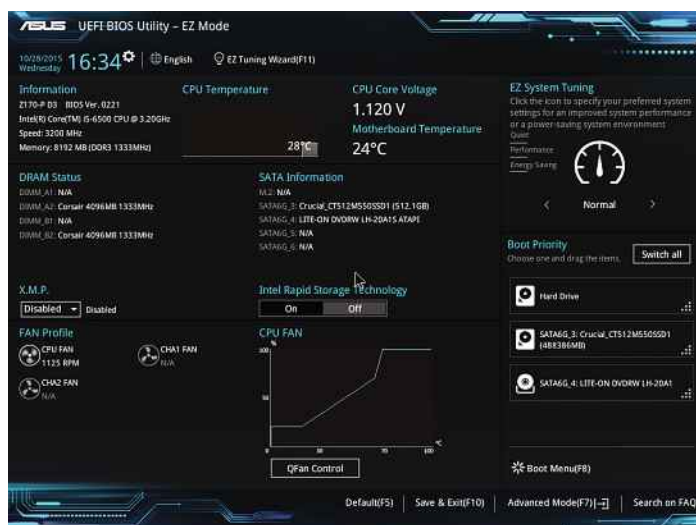 ASUS UEFI BIOS Utility – EZ Mode
10/28/2015
Wednesday
16:34
English
EZ Tuning Wizard(F11)
Information
Z170-P D3 BIOS Ver. 0221
Intel(R) Core(TM) i5-6500 CPU @ 3.20GHz
Speed: 3200 MHz
Memory: 8192 MB (DDR3 1333MHz)
CPU Temperature
28°C
CPU Core Voltage
1.120 V
Motherboard Temperature
24°C
EZ System Tuning
Click the icon to specify your preferred system
settings for an improved system performance
or a power-saving system environment
Quiet
Performance
Energy Saving
< Normal >
DRAM Status
DIMM_A1: N/A
DIMM_A2: Corsair 4096MB 1333MHz
DIMM_B1: N/A
DIMM_B2: Corsair 4096MB 1333MHz
SATA Information
M.2: N/A
SATA6G_3: Crucial_CT512M550SSD1 (512.1GB)
SATA6G_4: LITE-ON DVDRW LH-20A1S ATAPI
SATA6G_5: N/A
SATA6G_6: N/A
Boot Priority
Choose one and drag the items.
Switch all
Hard Drive
SATA6G_3: Crucial_CT512M550SSD1
(488386MB)
SATA6G_4: LITE-ON DVDRW LH-20A1
X.M.P.
Disabled
Disabled
Intel Rapid Storage Technology
On
Off
FAN Profile
CPU FAN
1125 RPM
CHA1 FAN
N/A
CHA2 FAN
N/A
CPU FAN
%
100
50
0 30 70 100
°C
QFan Control
Boot Menu(F8)
Default(F5)
Save & Exit(F10)
Advanced Mode(F7)
Search on FAQ